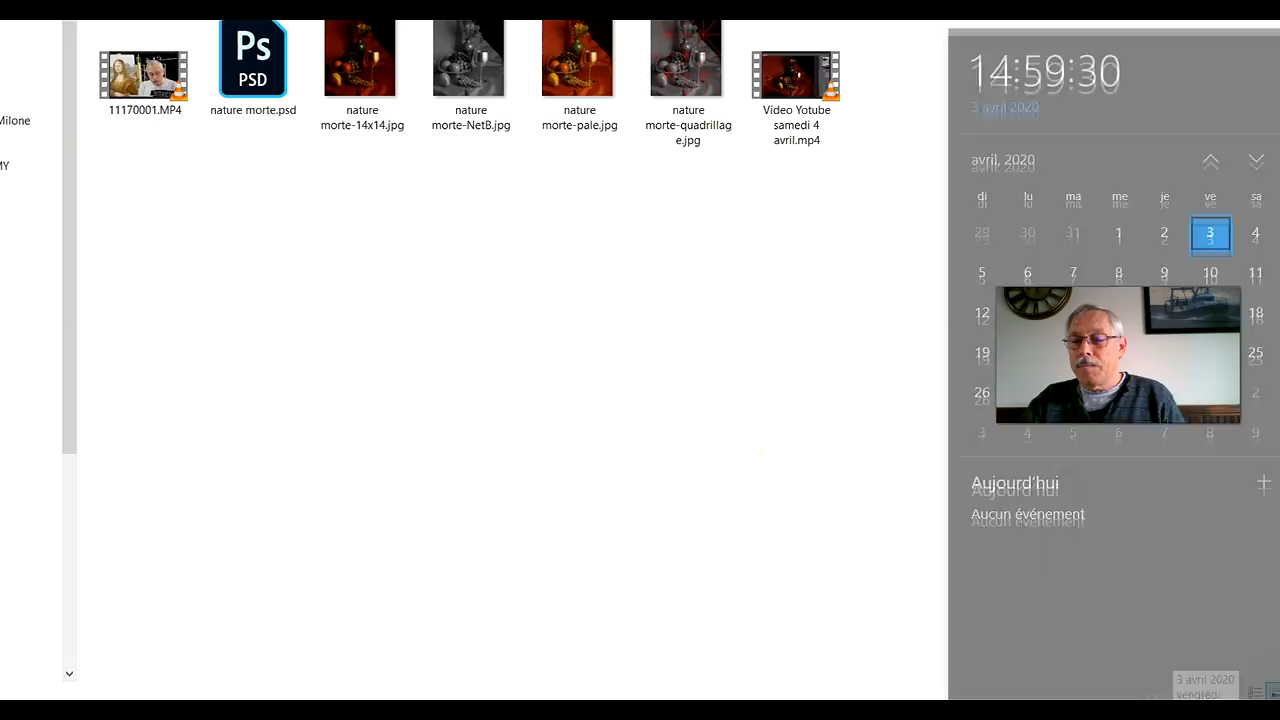 Milone
MY
Ps
PSD
11170001.MP4
nature morte.psd
nature
morte-14x14.jpg
nature
morte-NetB.jpg
nature
morte-pale.jpg
nature
morte-quadrillag
e.jpg
Video Yotube
samedi 4
avril.mp4
14:59:30
3 avril 2020
avril, 2020
di lu ma me je ve sa
29 30 31 1 2 3 4
5 6 7 8 9 10 11
12 18
19 25
26 2
3 4 5 6 7 8 9
Aujourd'hui
Aucun événement
3 avril 2020